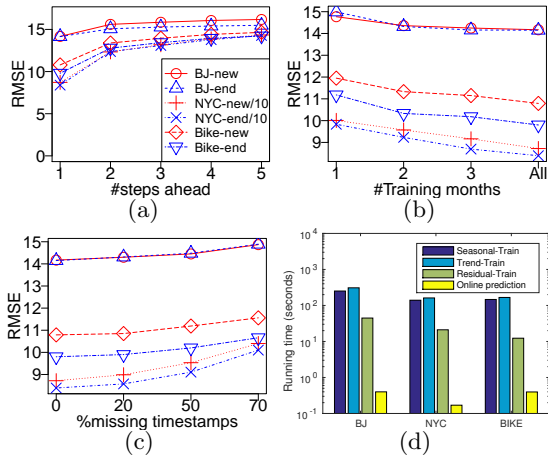 (a)
RMSE
15
10
5
0
BJ-new
BJ-end
NYC-new/10
NYC-end/10
Bike-new
Bike-end
1 2 3 4 5
#steps ahead
(b)
RMSE
15
14
13
12
11
10
9
8
1 2 3 All
#Training months
(c)
RMSE
15
14
13
12
11
10
9
0 20 50 70
%missing timestamps
(d)
Running time (seconds)
10^4
10^3
10^2
10^1
10^0
10^-1
Seasonal-Train
Trend-Train
Residual-Train
Online prediction
BJ NYC BIKE